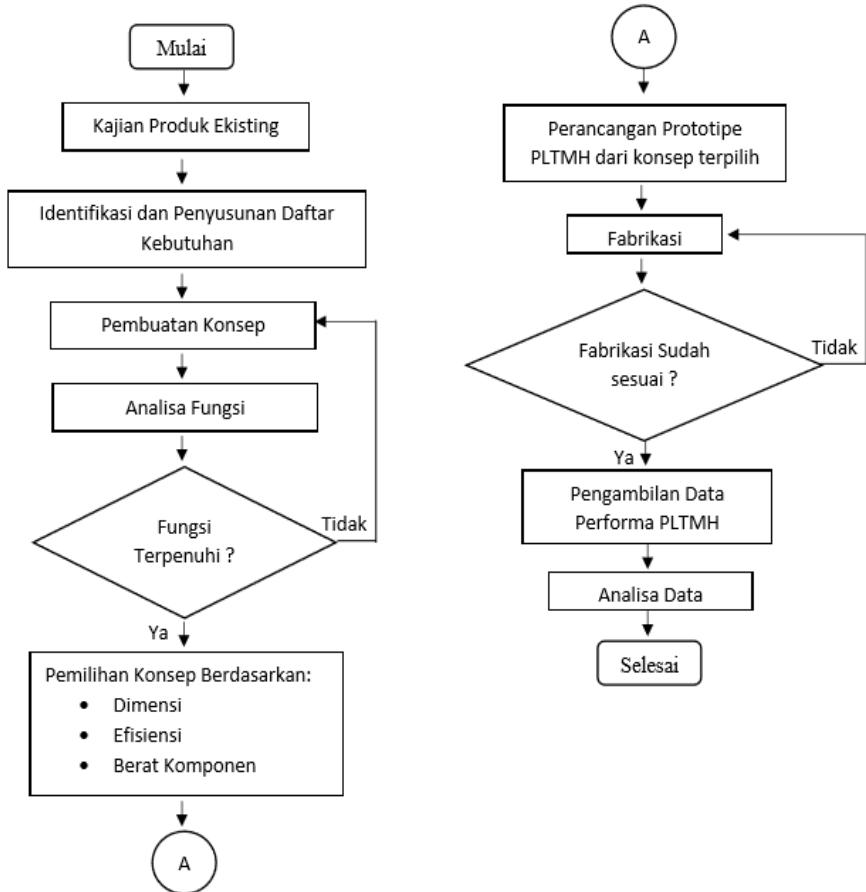 Mulai
Kajian Produk Ekisting
Identifikasi dan Penyusunan Daftar
Kebutuhan
Pembuatan Konsep
Analisa Fungsi
Fungsi
Terpenuhi ?
Tidak
Ya
Pemilihan Konsep Berdasarkan:
• Dimensi
• Efisiensi
• Berat Komponen
A
A
Perancangan Prototipe
PLTMH dari konsep terpilih
Fabrikasi
Fabrikasi Sudah
sesuai ?
Tidak
Ya
Pengambilan Data
Performa PLTMH
Analisa Data
Selesai